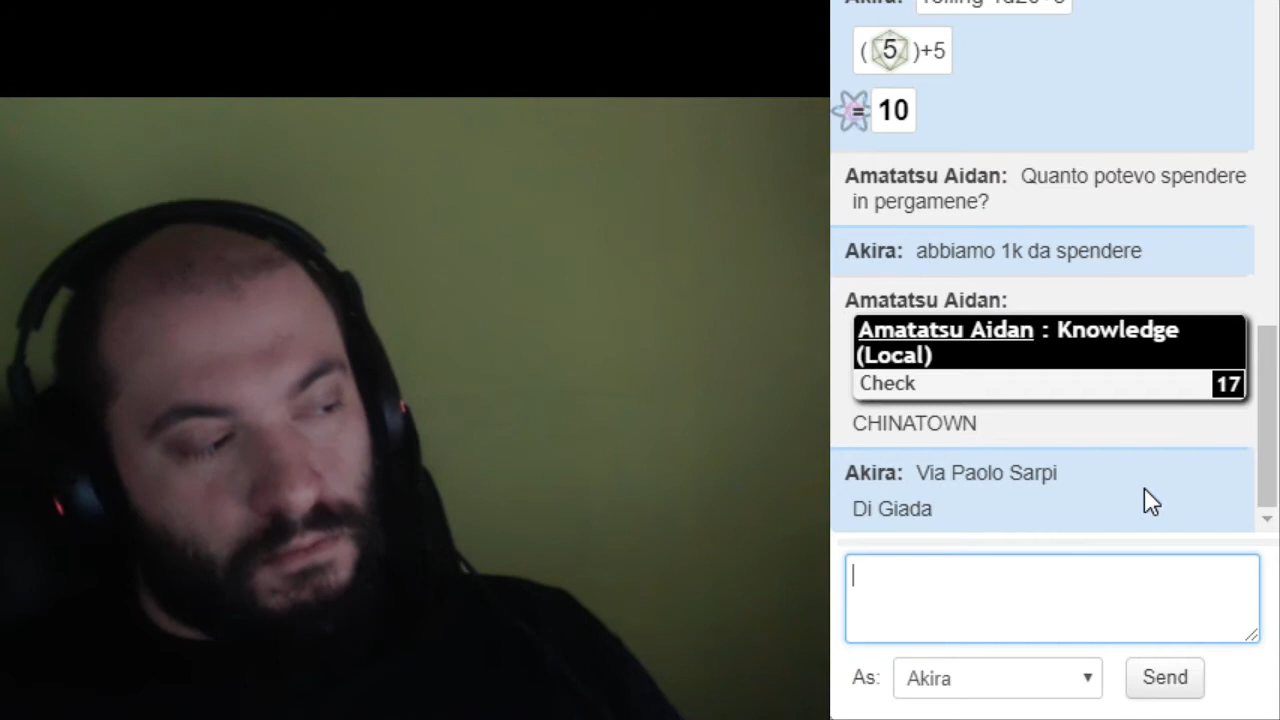 Akira:
(5)+5
= 10
Amatatsu Aidan: Quanto potevo spendere
in pergamene?
Akira: abbiamo 1k da spendere
Amatatsu Aidan:
Amatatsu Aidan : Knowledge
(Local)
Check 17
CHINATOWN
Akira: Via Paolo Sarpi
Di Giada
As: Akira Send